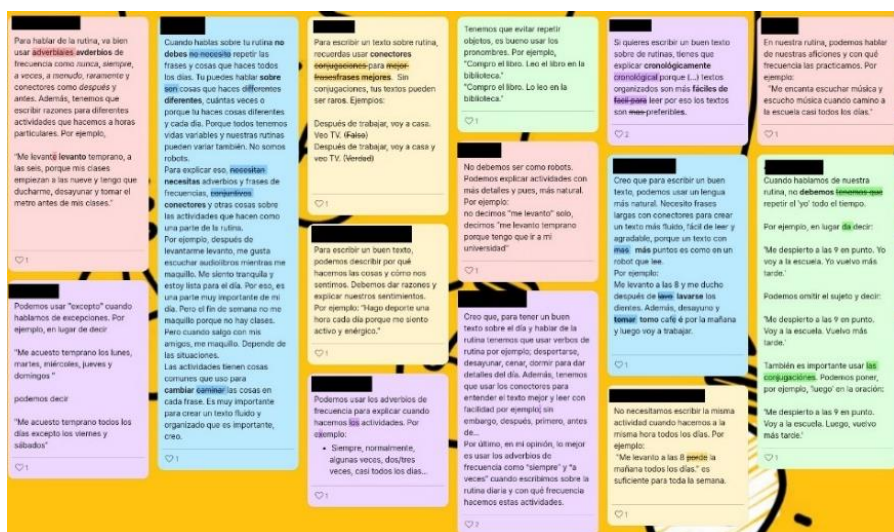 Para hablar de la rutina, va bien
usar adverbiales avderbios de
frecuencia como nunca, siempre,
a veces, a menudo, raramente y
conectores como después y
antes. Además, tenemos que
escribir razones para diferentes
actividades que hacemos a horas
particulares. Por ejemplo,
"Me levanté levanto temprano, a
las seis, porque mis clases
empiezan a las nueve y tengo que
ducharme, desayunar y tomar el
metro antes de mis clases."
1
Podemos usar "excepto" cuando
hablamos de excepciones. Por
ejemplo, en lugar de decir
"Me acuesto temprano los lunes,
martes, miércoles, jueves y
domingos "
podemos decir
"Me acuesto temprano todos los
días excepto los viernes y
sábados"
1
Cuando hablas sobre tu rutina no
debes no necesito repetir las
frases y cosas que haces todos
los días. Tu puedes hablar sobre
son cosas que haces diferentes
diferentes, cuántas veces o
porque tu haces cosas diferentes
y cada día. Porque todos tenemos
vidas variables y nuestras rutinas
pueden variar también. No somos
robots.
Para explicar eso, necesitan
necesitas adverbios y frases de
frecuencias, conjuntivos
conectores y otras cosas sobre
las actividades que hacen como
una parte de la rutina.
Por ejemplo, después de
levantarme levanto, me gusta
escuchar audiolibros mientras me
maquillo. Me siento tranquila y
estoy lista para el día. Por eso, es
una parte muy importante de mi
día. Pero el fin de semana no me
maquillo porque no hay clases.
Pero cuando salgo con mis
amigos, me maquillo. Depende de
las situaciones.
Las actividades tienen cosas
comunes que uso para
cambiar caminar las cosas en
cada frase. Es muy importante
para crear un texto fluido y
organizado que es importante,
creo.
1
Para escribir un texto sobre rutina,
recuerdas usar conectores
conjugaciones para mejor
frases frases mejores. Sin
conjugaciones, tus textos pueden
ser raros. Ejempios:
Después de trabajar, voy a casa.
Veo TV. (Falso)
Después de trabajar, voy a casa y
veo TV. (Verdad)
1
Para escribir un buen texto,
podemos describir por qué
hacemos las cosas y cómo nos
sentimos. Debemos dar razones y
explicar nuestros sentimientos.
Por ejemplo: "Hago deporte una
hora cada día porque me siento
activo y enérgico."
1
Podemos usar los adverbios de
frecuencia para explicar cuando
hacemos los actividades. Por
exemplo:
• Siempre, normalmente,
algunas veces, dos/tres
veces, casi todos los dias...
1
Tenemos que evitar repetir
objetos, es bueno usar los
pronombres. Por ejemplo,
"Compro el libro. Leo el libro en la
biblioteca."
"Compro el libro. Lo leo en la
biblioteca."
1
No debemos ser como robots.
Podemos explicar actividades con
más detalles y pues, más natural.
Por ejemplo:
no decimos "me levanto" solo,
decimos "me levanto temprano
porque tengo que ir a mi
universidad"
1
Creo que, para tener un buen
texto sobre el día y hablar de la
rutina tenemos que usar verbos de
rutina por ejemplo; despertarse,
desayunar, cenar, dormir para dar
detalles del día. Además, tenemos
que usar los conectores para
entender el texto mejor y leer con
facilidad por ejemplo; sin
embargo, después, primero, antes
de...
Por último, en mi opinión, lo mejor
es usar los adverbios de
frecuencia como "siempre" y "a
veces" cuando escribimos sobre la
rutina diaria y con qué frecuencia
hacemos estas actividades.
2
Si quieres escribir un buen texto
sobre de rutinas, tienes que
explicar cronológicamente
cronological porque (...) textos
organizados son más fáciles de
facil para leer por eso los textos
son mas preferibles.
2
Creo que para escribir un buen
texto, podemos usar un lengua
más natural. Necesito frases
largas con conectores para crear
un texto más fluido, fácil de leer y
agradable, porque un texto con
mas más puntos es como en un
robot que lee.
Por ejemplo:
Me levanto a las 8 y me ducho
después de lavo lavarse los
dientes. Además, desayuno y
tomar tomo café é por la mañana
y luego voy a trabajar.
1
No necesitamos escribir la misma
actividad cuando hacemos a la
misma hora todos los días. Por
ejemplo:
"Me levanto a las 8 porde la
mañana todos los días." es
suficiente para toda la semana.
1
En nuestra rutina, podemos hablar
de nuestras aficiones y con qué
frecuencia las practicamos. Por
ejemplo:
"Me encanta escuchar música y
escucho música cuando camino a
la escuela casi todos los días."
1
Cuando hablamos de nuestra
rutina, no debemos tenemos que
repetir el 'yo' todo el tiempo.
Por ejemplo, en lugar da decir:
'Me despierto a las 9 en punto. Yo
voy a la escuela. Yo vuelvo más
tarde.'
Podemos omitir el sujeto y decir:
'Me despierto a las 9 en punto.
Voy a la escuela. Vuelvo más
tarde.'
También es importante usar las
conjugaciónes. Podemos poner,
por ejemplo, 'luego' en la oración:
'Me despierto a las 9 en punto.
Voy a la escuela. Luego, vuelvo
más tarde.'
1